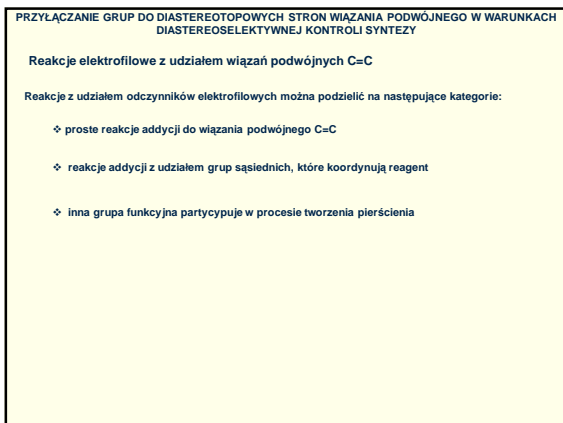 PRZYŁĄCZANIE GRUP DO DIASTEREOTOPOWYCH STRON WIĄZANIA PODWÓJNEGO W WARUNKACH
DIASTEREOSELEKTYWNEJ KONTROLI SYNTEZY
Reakcje elektrofilowe z udziałem wiązań podwójnych C=C
Reakcje z udziałem odczynników elektrofilowych można podzielić na następujące kategorie:
❖ proste reakcje addycji do wiązania podwójnego C=C
❖ reakcje addycji z udziałem grup sąsiednich, które koordynują reagent
❖ inna grupa funkcyjna partycypuje w procesie tworzenia pierścienia